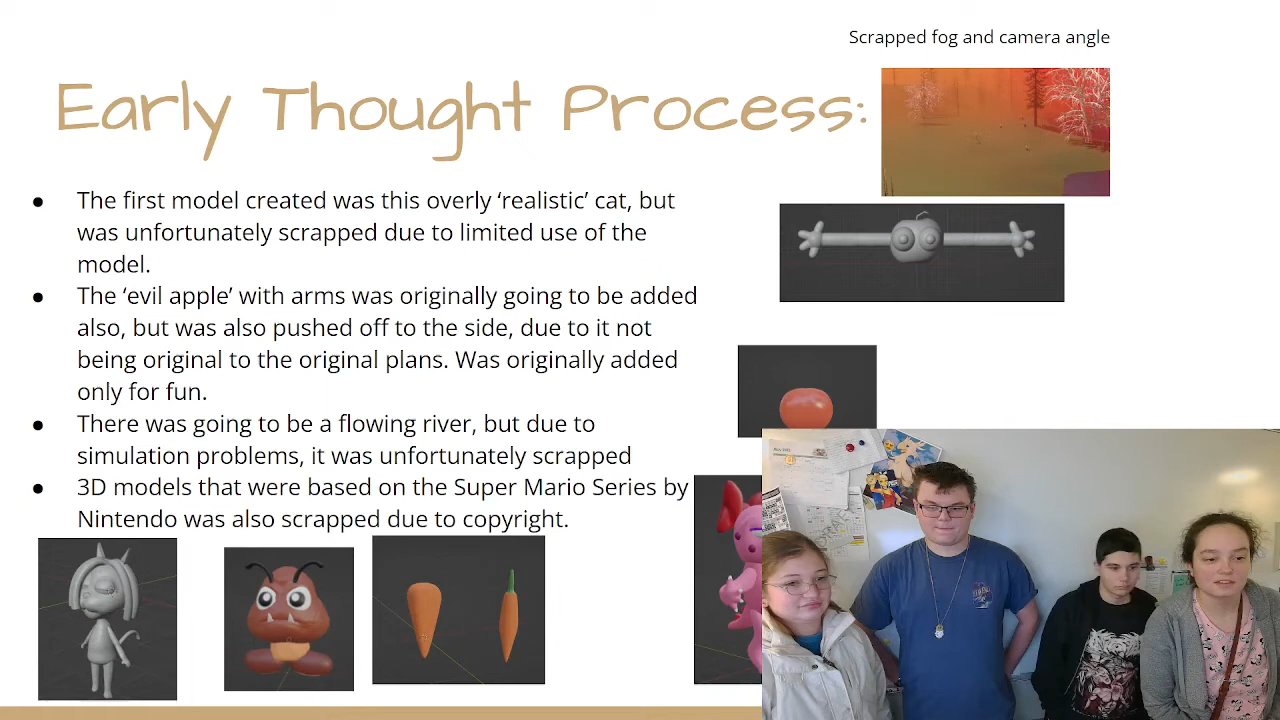 Scrapped fog and camera angle
Early Thought Process:
● The first model created was this overly ‘realistic’ cat, but
was unfortunately scrapped due to limited use of the
model.
● The ‘evil apple’ with arms was originally going to be added
also, but was also pushed off to the side, due to it not
being original to the original plans. Was originally added
only for fun.
● There was going to be a flowing river, but due to
simulation problems, it was unfortunately scrapped
● 3D models that were based on the Super Mario Series by
Nintendo was also scrapped due to copyright.